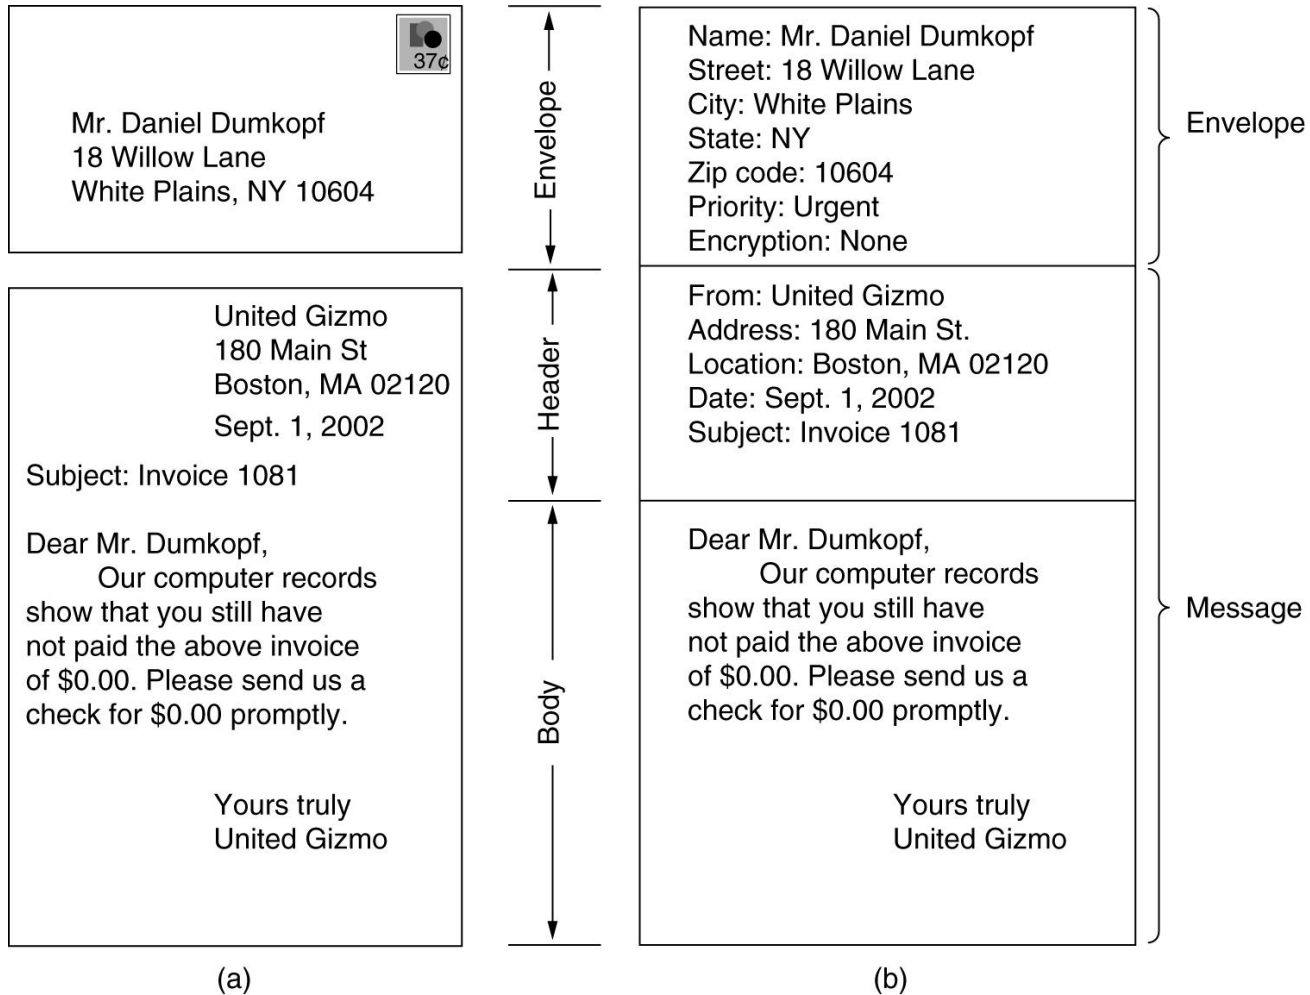 37¢
Mr. Daniel Dumkopf
18 Willow Lane
White Plains, NY 10604
United Gizmo
180 Main St
Boston, MA 02120
Sept. 1, 2002
Subject: Invoice 1081
Dear Mr. Dumkopf,
Our computer records
show that you still have
not paid the above invoice
of $0.00. Please send us a
check for $0.00 promptly.
Yours truly
United Gizmo
(a)
Envelope
Header
Body
Name: Mr. Daniel Dumkopf
Street: 18 Willow Lane
City: White Plains
State: NY
Zip code: 10604
Priority: Urgent
Encryption: None
From: United Gizmo
Address: 180 Main St.
Location: Boston, MA 02120
Date: Sept. 1, 2002
Subject: Invoice 1081
Dear Mr. Dumkopf,
Our computer records
show that you still have
not paid the above invoice
of $0.00. Please send us a
check for $0.00 promptly.
Yours truly
United Gizmo
(b)
Envelope
Message